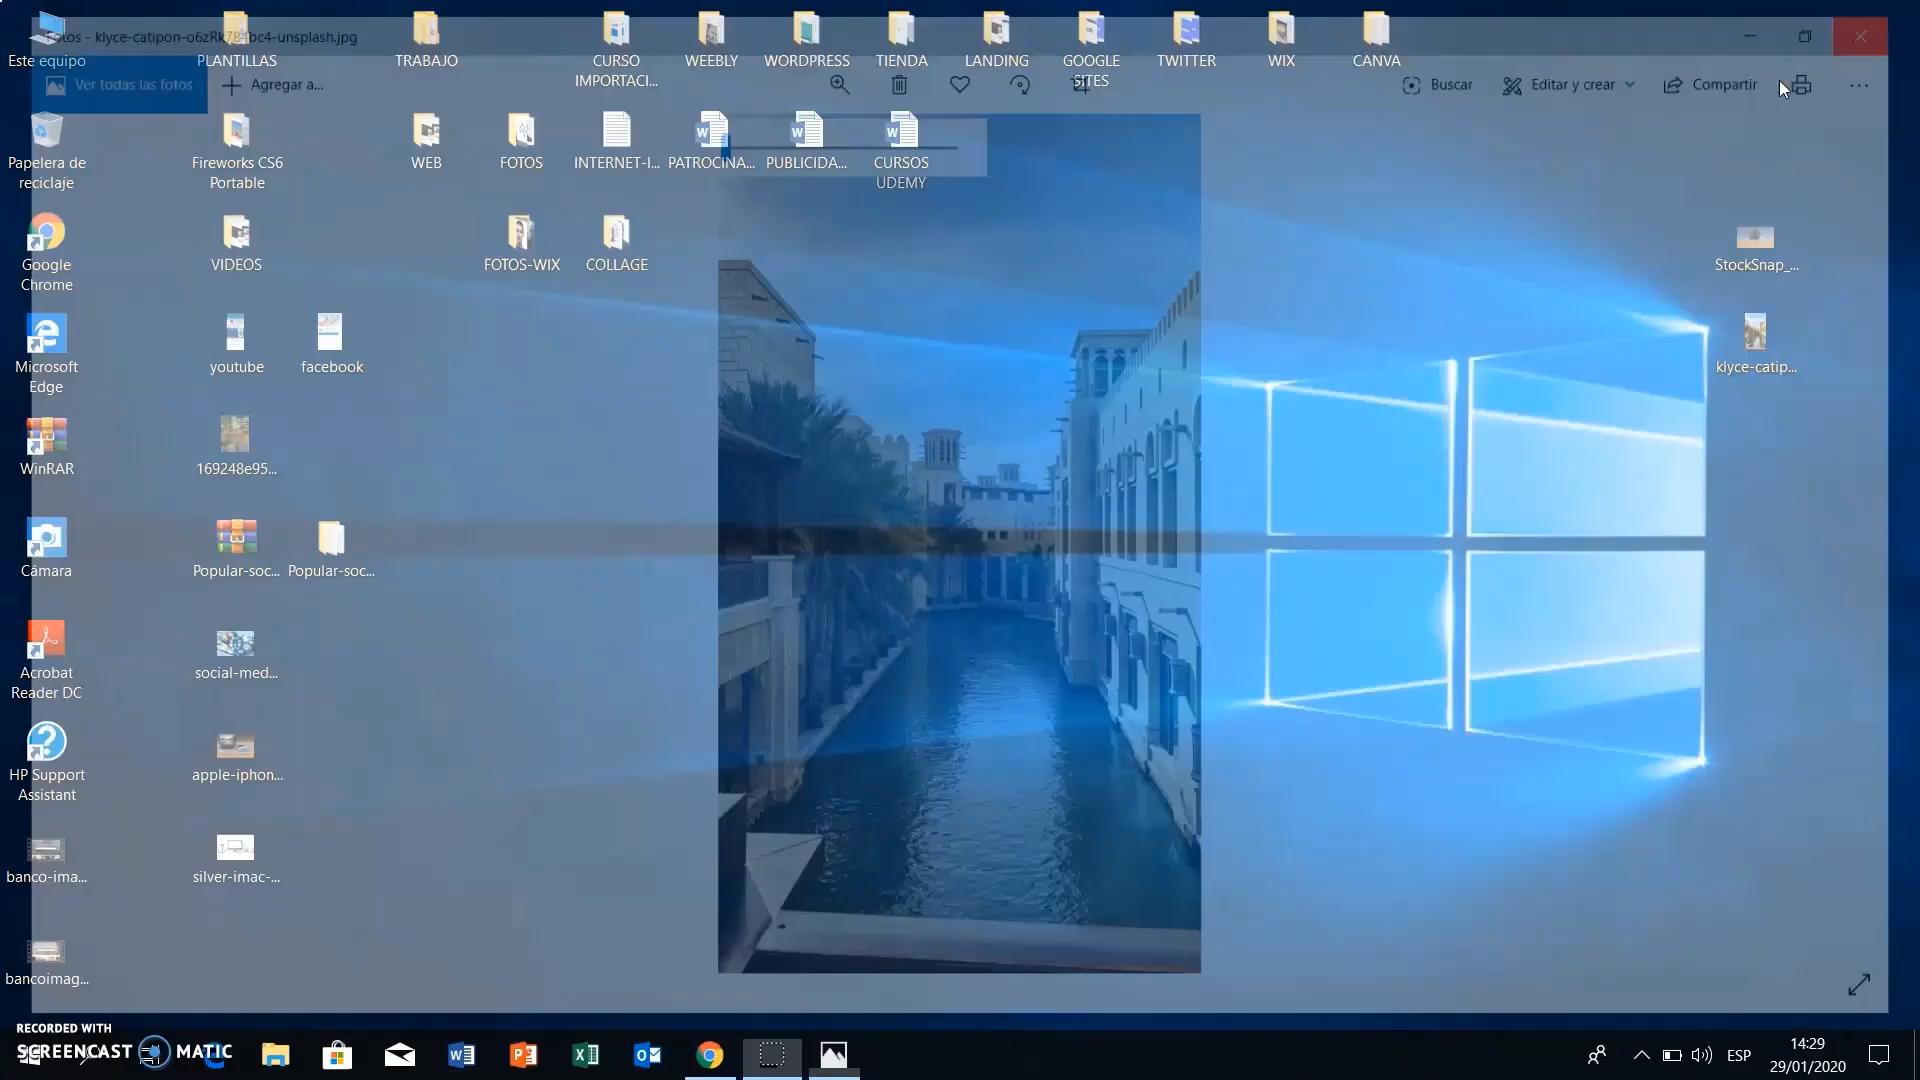 Fotos - klyce-catipon-o6zRk784bc4-unsplash.jpg
Este equipo
PLANTILLAS
TRABAJO
CURSO
IMPORTACI...
WEEBLY
WORDPRESS
TIENDA
LANDING
GOOGLE
SITES
TWITTER
WIX
CANVA
Ver todas las fotos
Agregar a...
Buscar
Editar y crear
Compartir
Papelera de
reciclaje
Fireworks CS6
Portable
WEB
FOTOS
INTERNET-I...
PATROCINA...
PUBLICIDA...
CURSOS
UDEMY
Google
Chrome
VIDEOS
FOTOS-WIX
COLLAGE
StockSnap_...
Microsoft
Edge
youtube
facebook
klyce-catip...
WinRAR
169248e95...
Cámara
Popular-soc...
Popular-soc...
Acrobat
Reader DC
social-med...
HP Support
Assistant
apple-iphon...
banco-ima...
silver-imac-...
bancoimag...
RECORDED WITH
SCREENCAST MATIC
ESP
14:29
29/01/2020